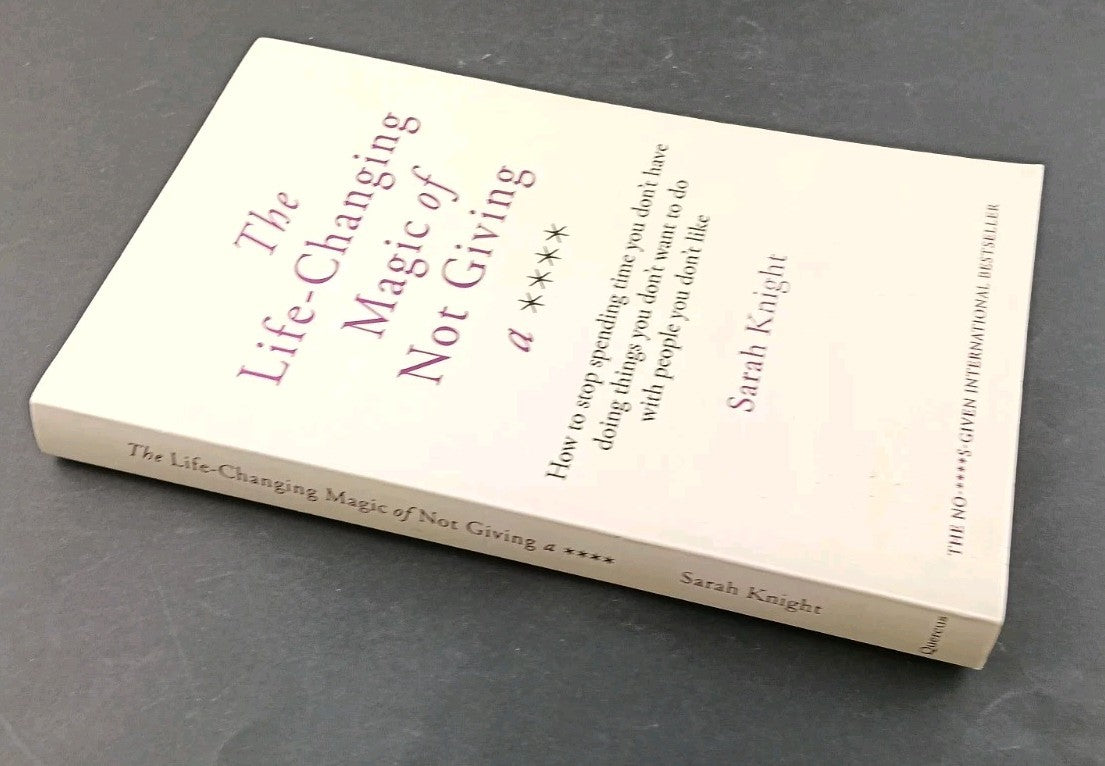 The
Life-Changing
Magic of
Not Giving
a ****
How to stop spending time you don't have
doing things you don't want to do
with people you don't like
Sarah Knight
THE NO-****S-GIVEN INTERNATIONAL BESTSELLER
The Life-Changing Magic of Not Giving a ****
Sarah Knight
Quercus